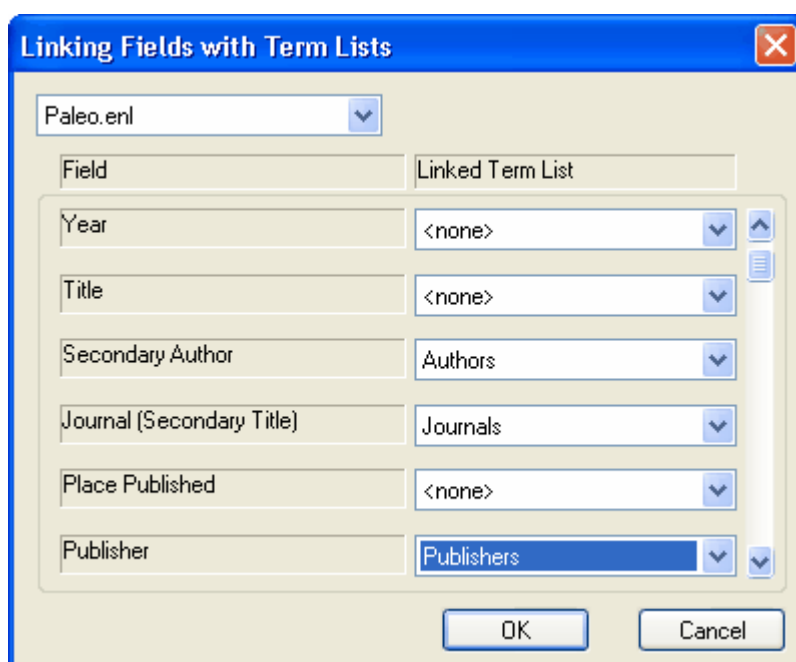 Linking Fields with Term Lists
Paleo.enl
Field Linked Term List
Year <none>
Title <none>
Secondary Author Authors
Journal (Secondary Title) Journals
Place Published <none>
Publisher Publishers
OK Cancel